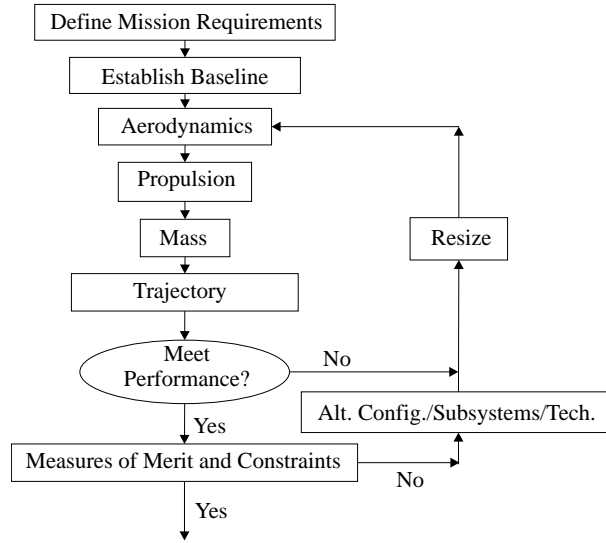 Define Mission Requirements
Establish Baseline
Aerodynamics
Propulsion
Mass
Resize
Trajectory
Meet
Performance?
No
Alt. Config./Subsystems/Tech.
Yes
Measures of Merit and Constraints
No
Yes